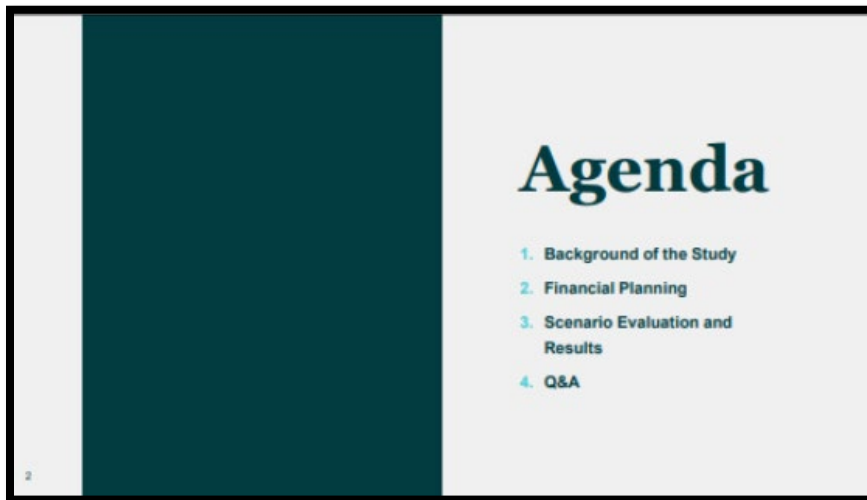 Agenda
1. Background of the Study
2. Financial Planning
3. Scenario Evaluation and
Results
4. Q&A
2